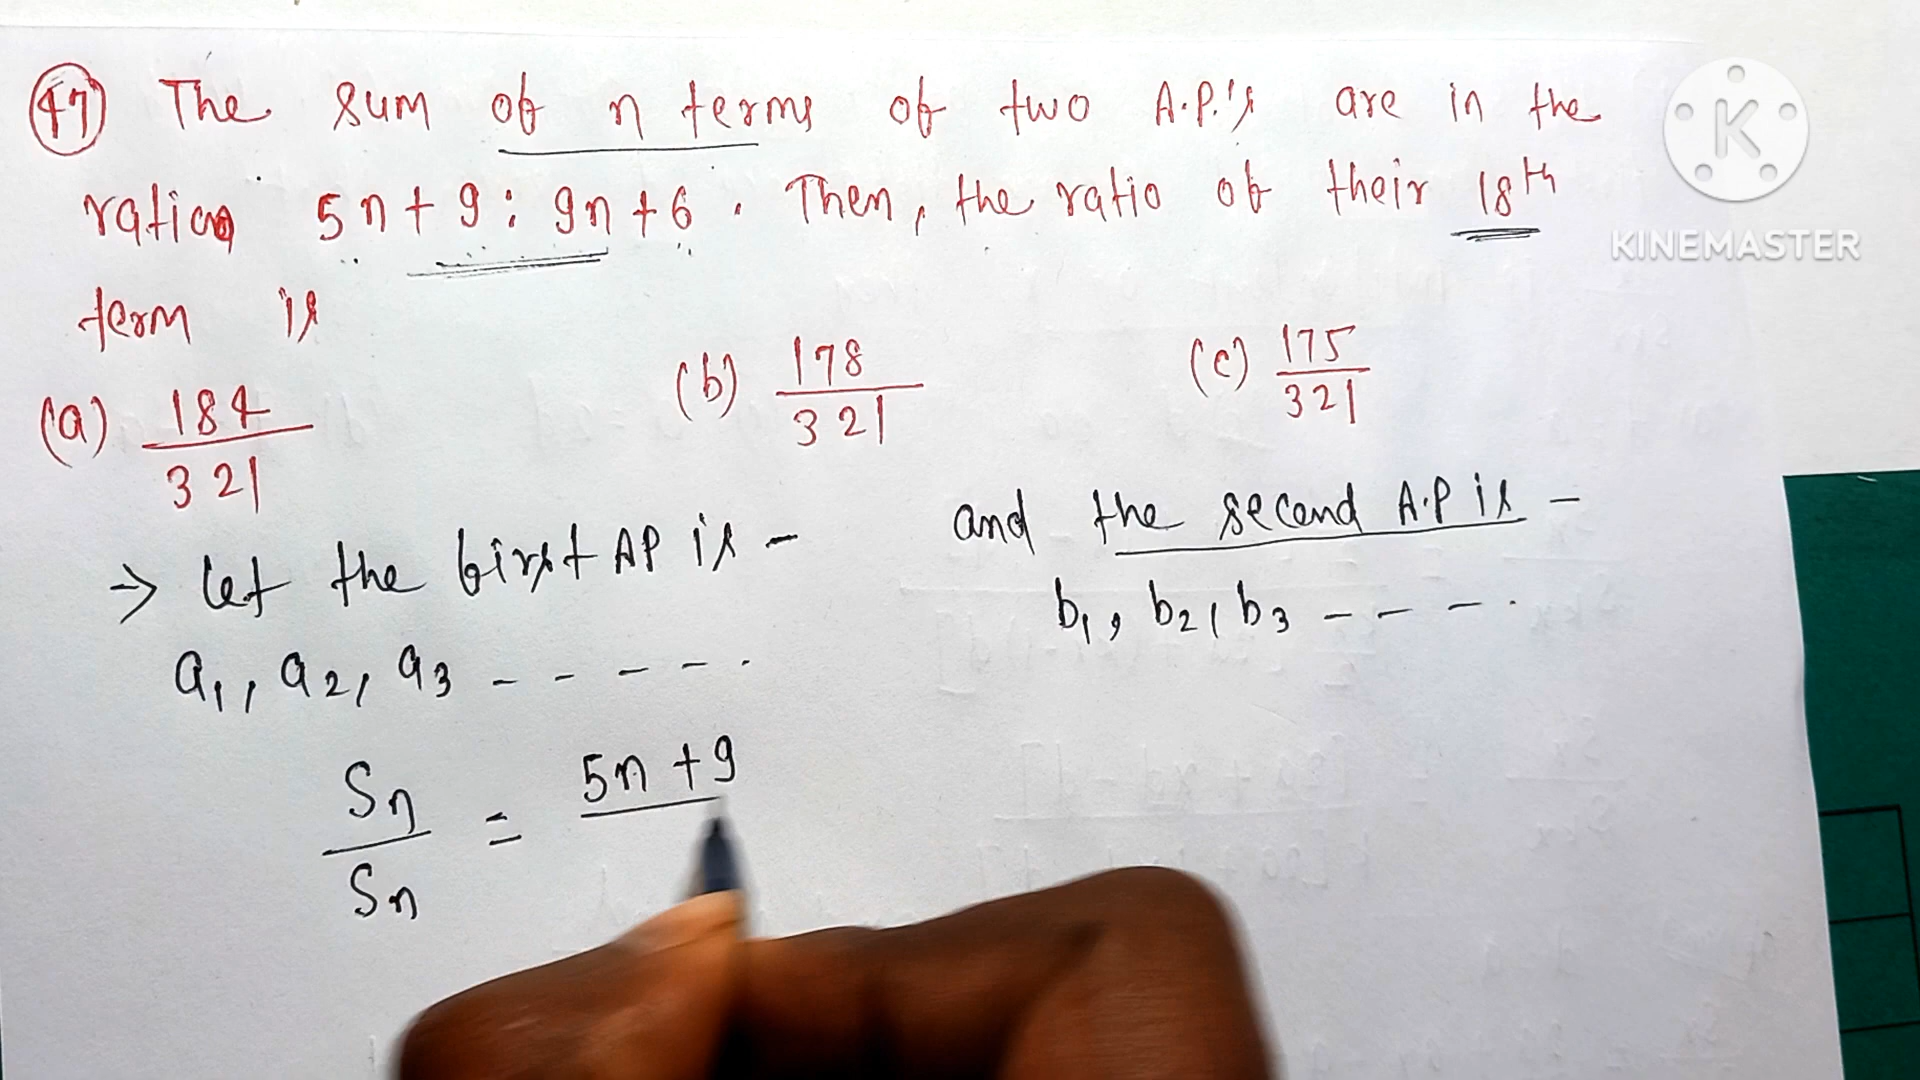 47 The sum of n terms of two A.P.'s are in the
ratio 5n+9 : 9n+6 . Then, the ratio of their 18th
term is
(a) 184/321 (b) 178/321 (c) 175/321
→ Let the first AP is - and the second A.P is -
a1, a2, a3 - - - - - . b1, b2, b3 - - - .
Sn/Sn = 5n+9
K
KINEMASTER